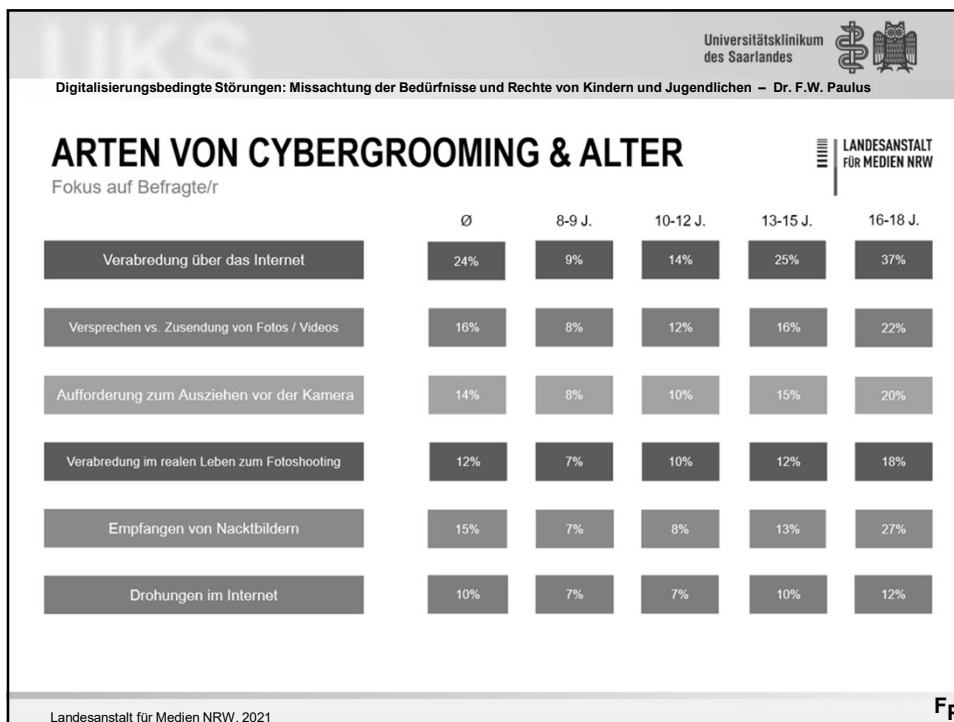 UKS
Universitätsklinikum
des Saarlandes
Digitalisierungsbedingte Störungen: Missachtung der Bedürfnisse und Rechte von Kindern und Jugendlichen – Dr. F.W. Paulus
ARTEN VON CYBERGROOMING & ALTER
LANDESANSTALT
FÜR MEDIEN NRW
Fokus auf Befragte/r
Ø 8-9 J. 10-12 J. 13-15 J. 16-18 J.
Verabredung über das Internet 24% 9% 14% 25% 37%
Versprechen vs. Zusendung von Fotos / Videos 16% 8% 12% 16% 22%
Aufforderung zum Ausziehen vor der Kamera 14% 8% 10% 15% 20%
Verabredung im realen Leben zum Fotoshooting 12% 7% 10% 12% 18%
Empfangen von Nacktbildern 15% 7% 8% 13% 27%
Drohungen im Internet 10% 7% 7% 10% 12%
Landesanstalt für Medien NRW, 2021